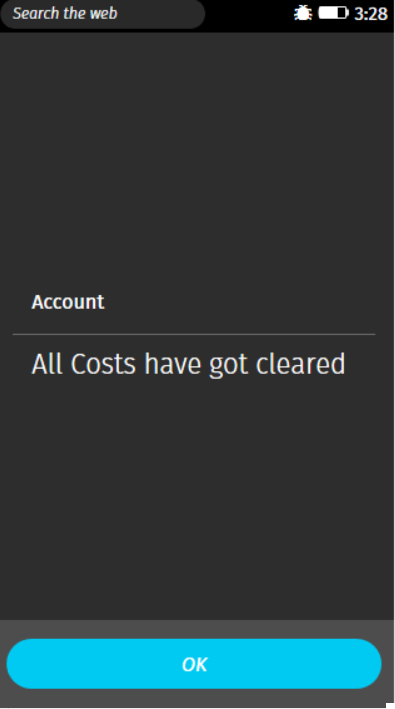 Search the web
3:28
Account
All Costs have got cleared
OK